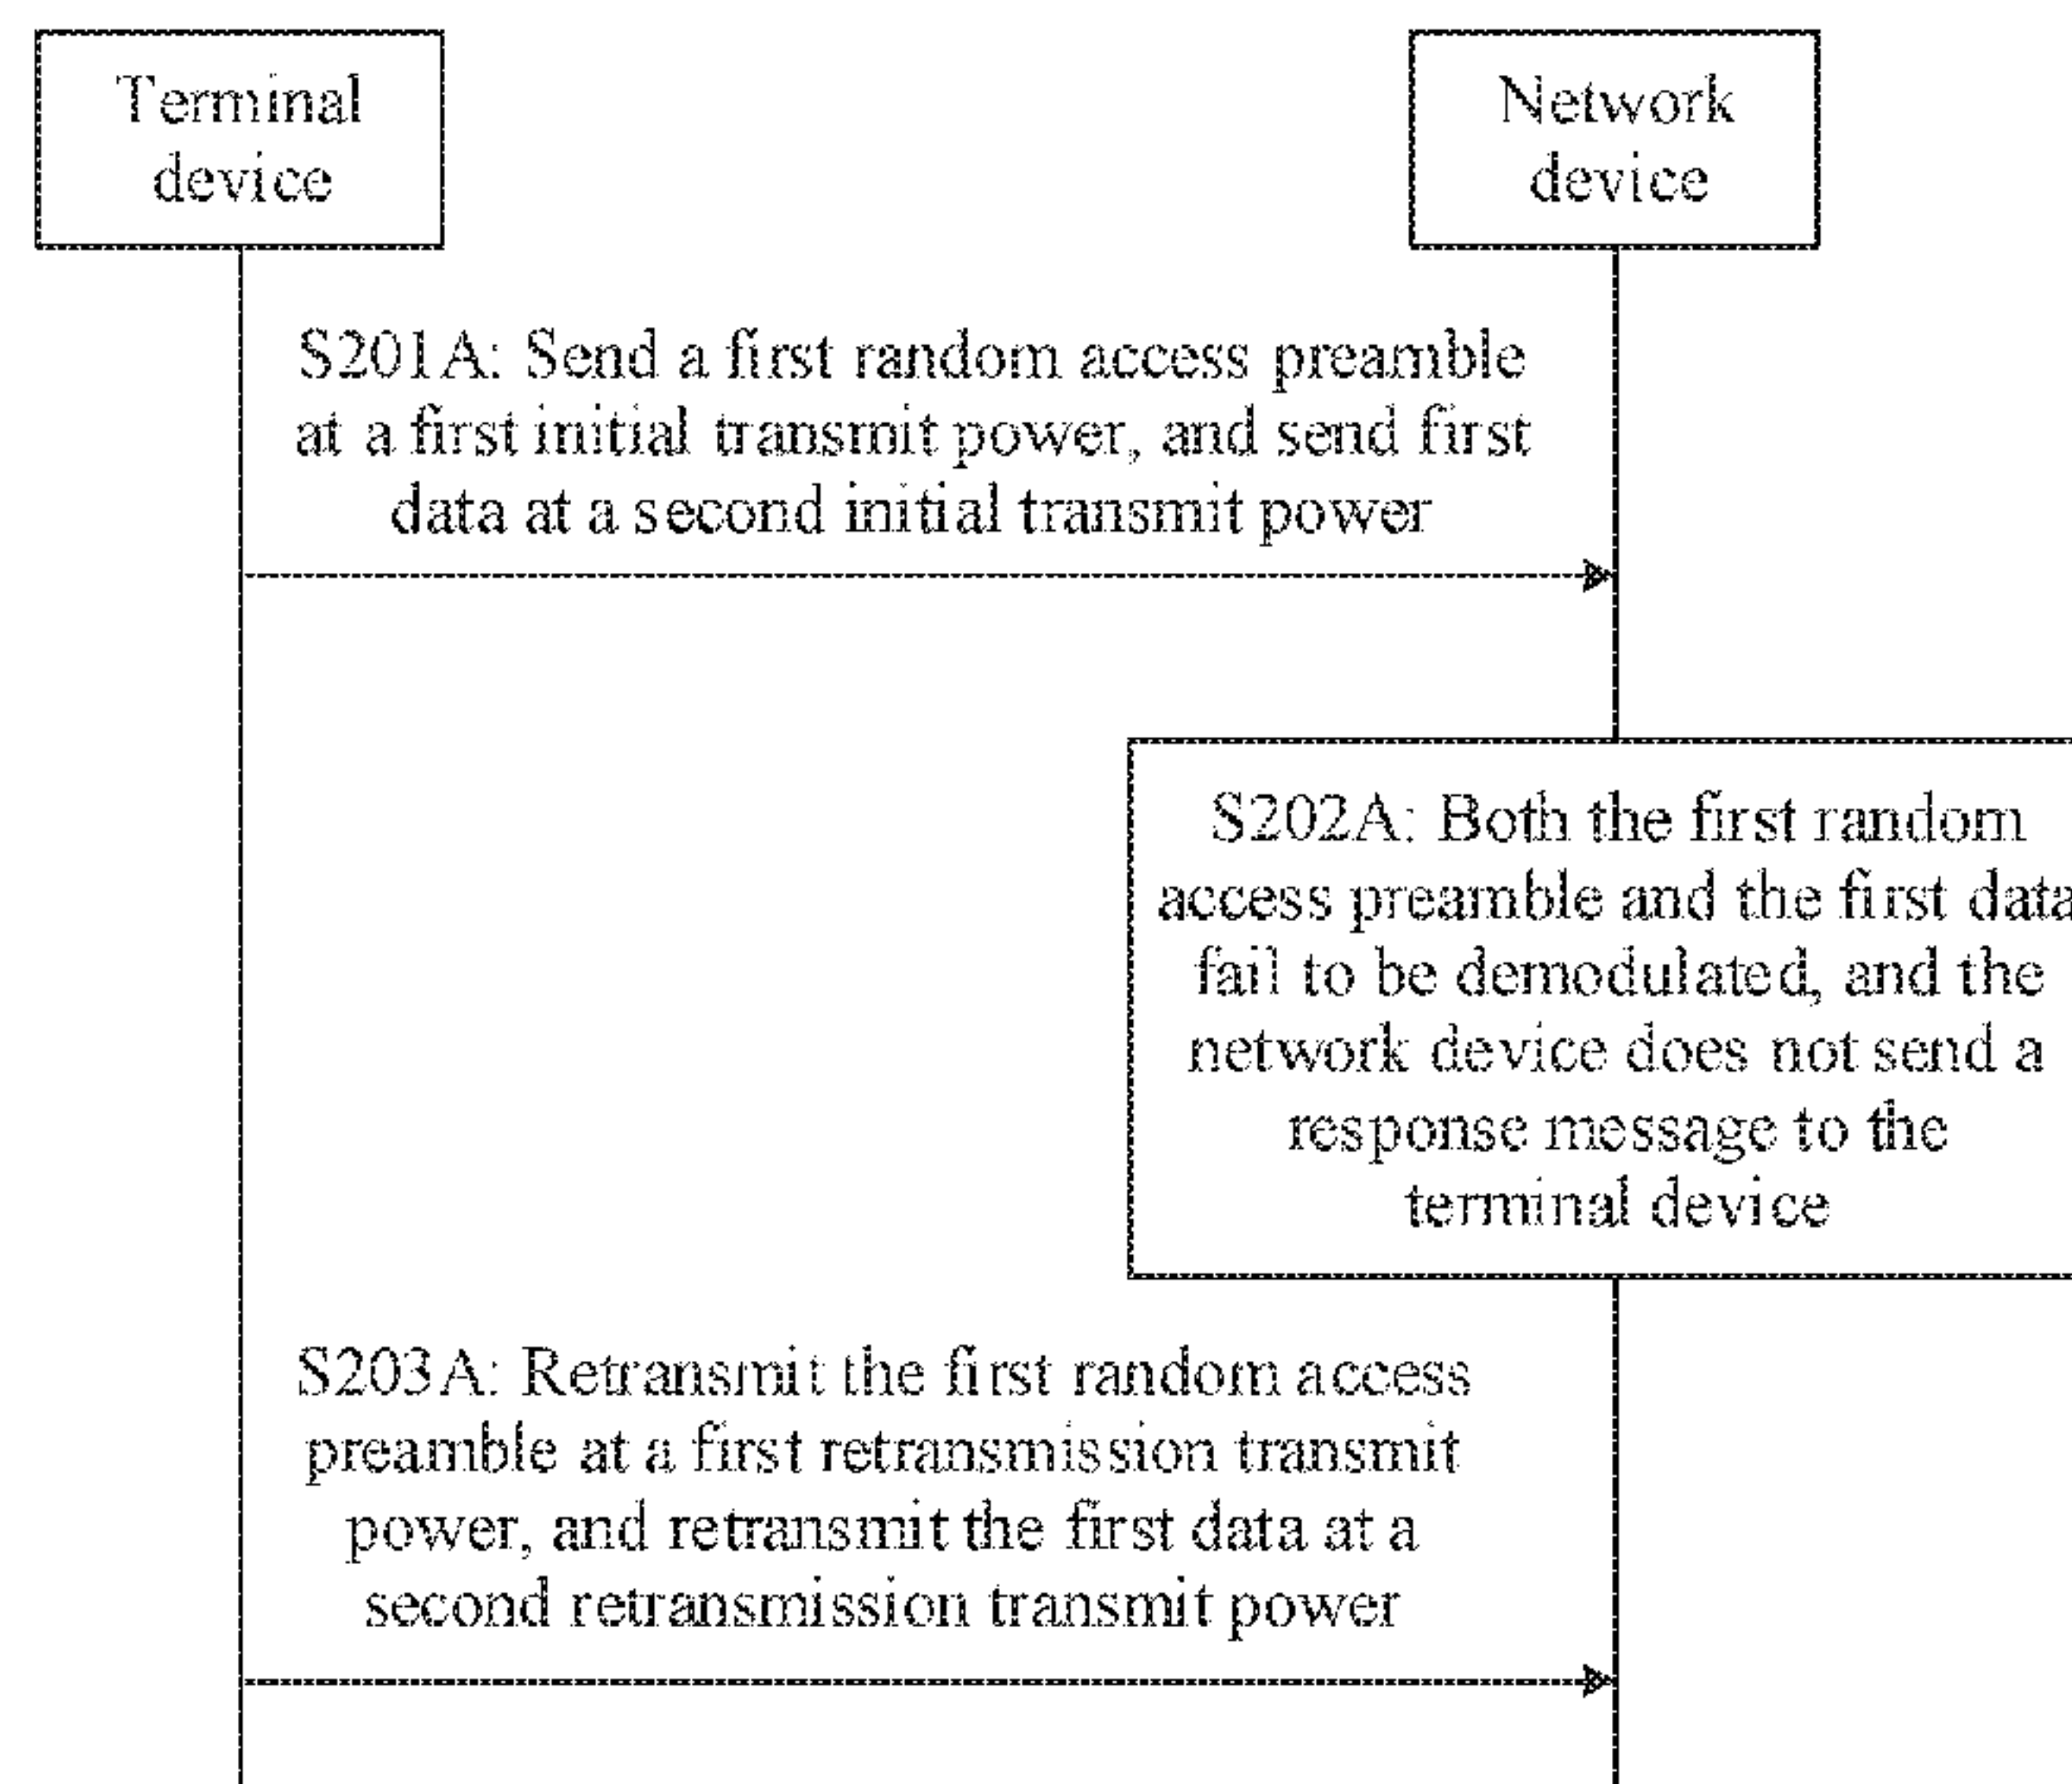 Terminal
device
Network
device
S201A: Send a first random access preamble
at a first initial transmit power, and send first
data at a second initial transmit power
S202A: Both the first random
access preamble and the first data
fail to be demodulated, and the
network device does not send a
response message to the
terminal device
S203A: Retransmit the first random access
preamble at a first retransmission transmit
power, and retransmit the first data at a
second retransmission transmit power